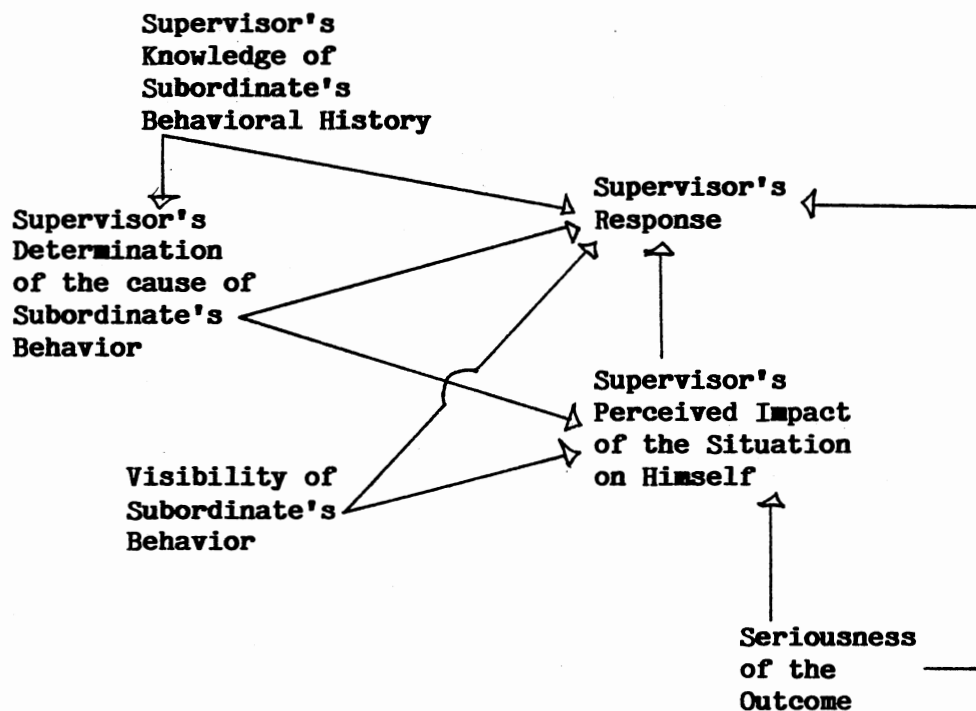 Supervisor's
Knowledge of
Subordinate's
Behavioral History
Supervisor's
Response
Supervisor's
Determination
of the cause of
Subordinate's
Behavior
Supervisor's
Perceived Impact
of the Situation
on Himself
Visibility of
Subordinate's
Behavior
Seriousness
of the
Outcome